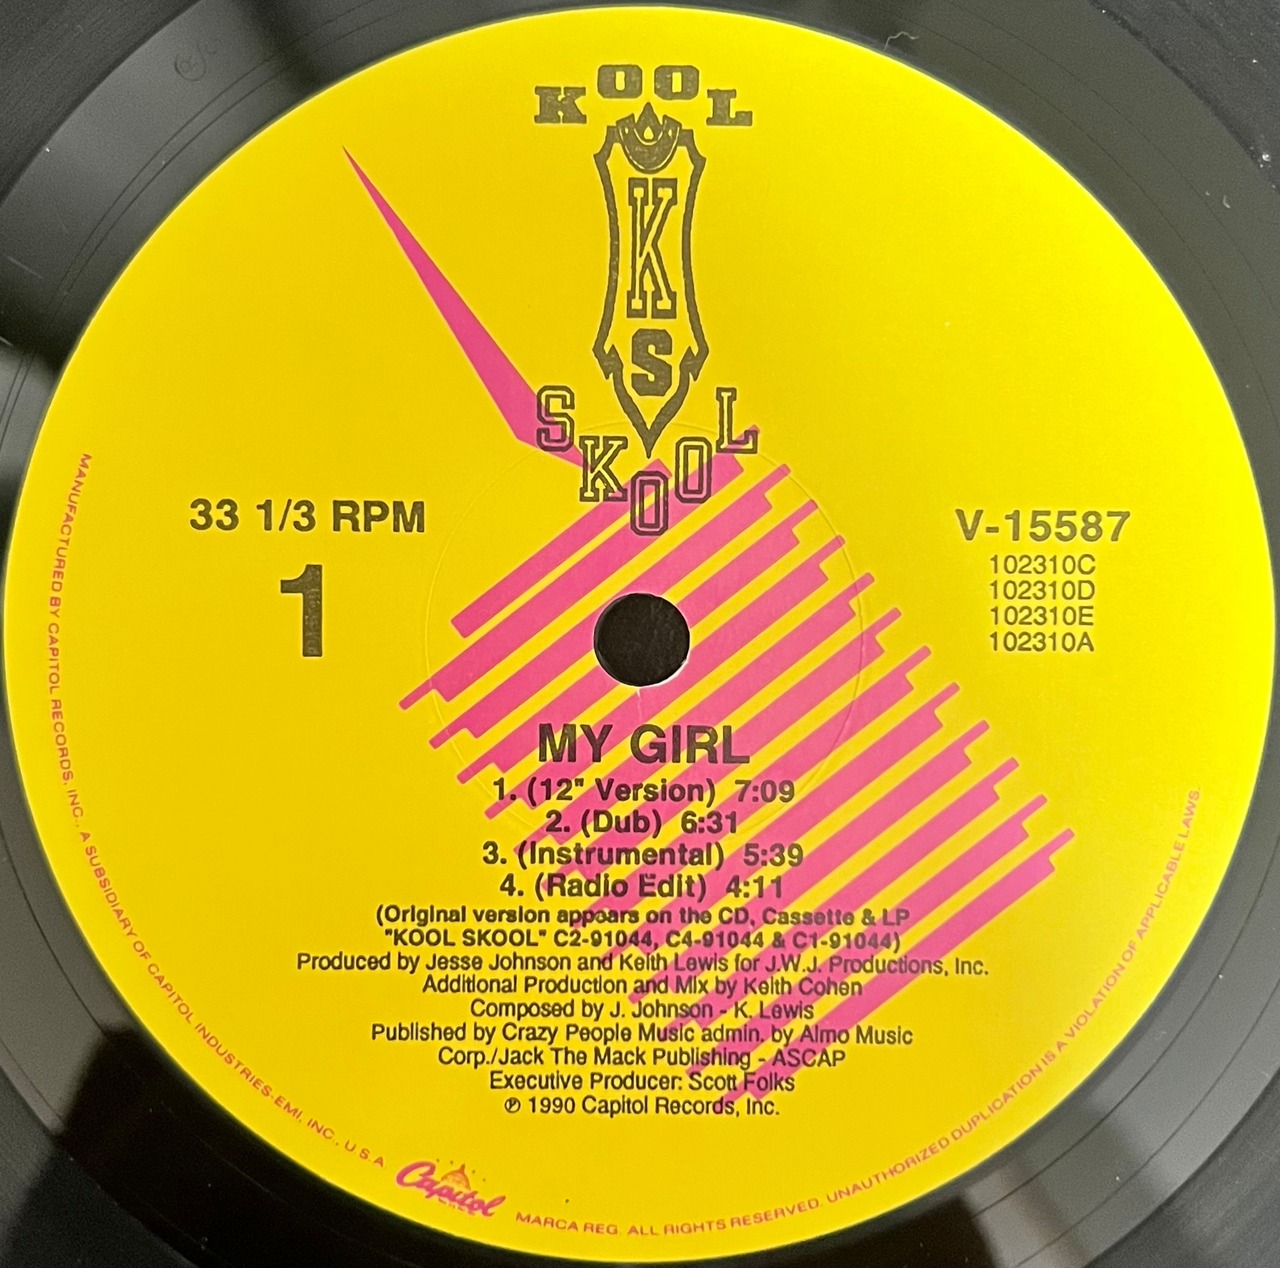 KOOL
K
S
SKOOL
33 1/3 RPM
1
V-15587
102310C
102310D
102310E
102310A
MY GIRL
1. (12" Version) 7:09
2. (Dub) 6:31
3. (Instrumental) 5:39
4. (Radio Edit) 4:11
(Original version appears on the CD, Cassette & LP
"KOOL SKOOL" C2-91044, C4-91044 & C1-91044)
Produced by Jesse Johnson and Keith Lewis for J.W.J. Productions, Inc.
Additional Production and Mix by Keith Cohen
Composed by J. Johnson - K. Lewis
Published by Crazy People Music admin. by Almo Music
Corp./Jack The Mack Publishing - ASCAP
Executive Producer: Scott Folks
℗ 1990 Capitol Records, Inc.
MANUFACTURED BY CAPITOL RECORDS, INC., A SUBSIDIARY OF CAPITOL INDUSTRIES-EMI, INC., U S A
Capitol
MARCA REG. ALL RIGHTS RESERVED. UNAUTHORIZED DUPLICATION IS A VIOLATION OF APPLICABLE LAWS.